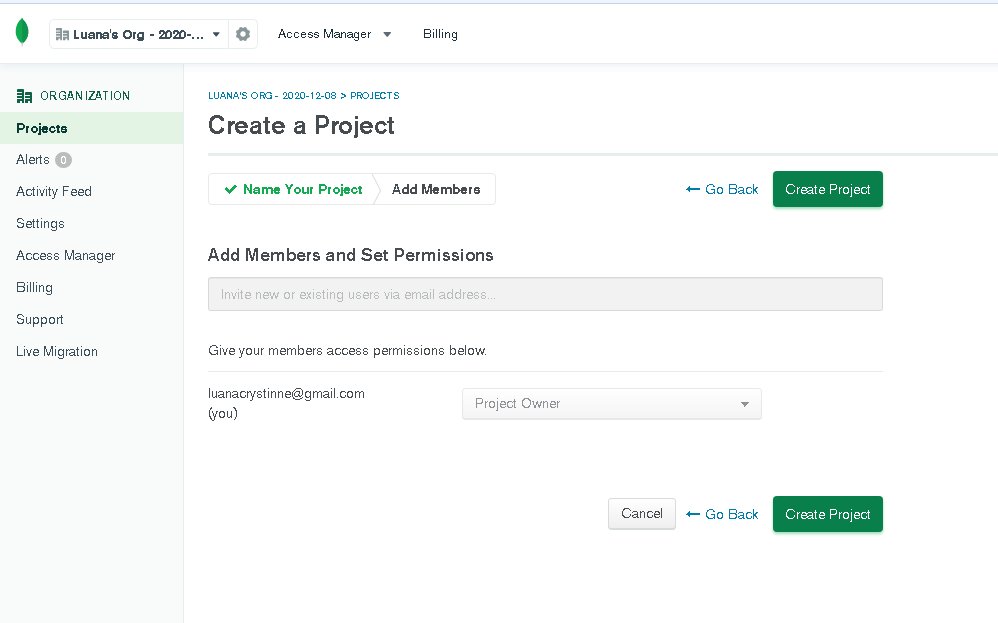 Luana's Org - 2020-...
Access Manager
Billing
ORGANIZATION
Projects
Alerts 0
Activity Feed
Settings
Access Manager
Billing
Support
Live Migration
LUANA'S ORG - 2020-12-08 > PROJECTS
Create a Project
Name Your Project
Add Members
Go Back
Create Project
Add Members and Set Permissions
Invite new or existing users via email address...
Give your members access permissions below.
luanacrystinne@gmail.com
(you)
Project Owner
Cancel
Go Back
Create Project